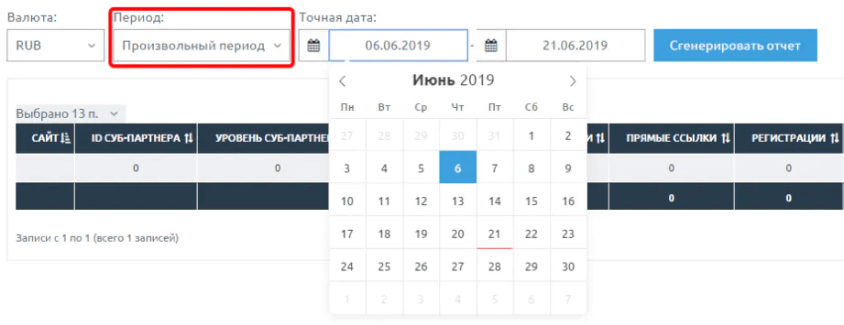 Валюта:
Период:
Точная дата:
RUB
Произвольный период
06.06.2019
-
21.06.2019
Сгенерировать отчет
Июнь 2019
Пн Вт Ср Чт Пт Сб Вс
27 28 29 30 31 1 2
3 4 5 6 7 8 9
10 11 12 13 14 15 16
17 18 19 20 21 22 23
24 25 26 27 28 29 30
1 2 3 4 5 6 7
Выбрано 13 п.
САЙТ ID СУБ-ПАРТНЕРА УРОВЕНЬ ПРЯМЫЕ ССЫЛКИ РЕГИСТРАЦИИ
0 0 0 0
0 0
Записи с 1 по 1 (всего 1 записей)